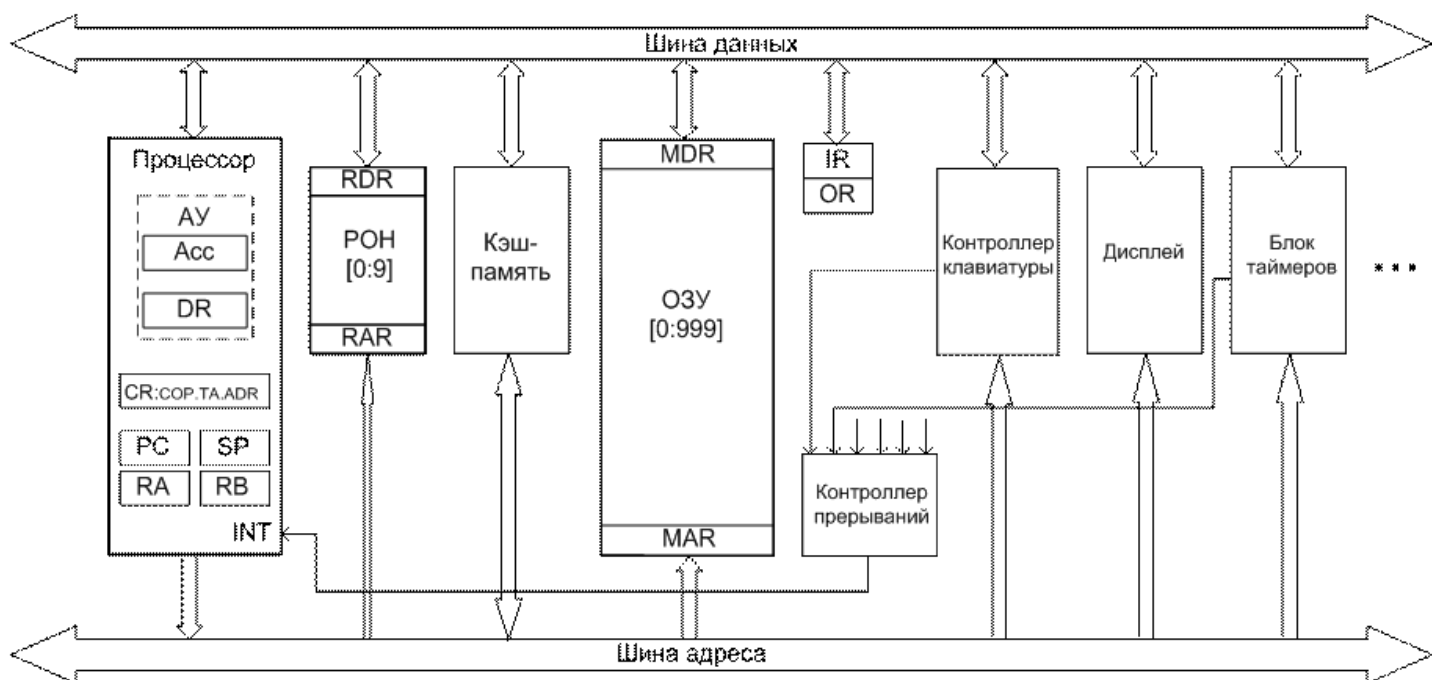 Шина данных
Процессор
АУ
Acc
DR
CR:COP.TA.ADR
PC
SP
RA
RB
INT
RDR
РОН
[0:9]
RAR
Кэш-
память
MDR
ОЗУ
[0:999]
MAR
IR
OR
Контроллер
клавиатуры
Дисплей
Блок
таймеров
Контроллер
прерываний
Шина адреса